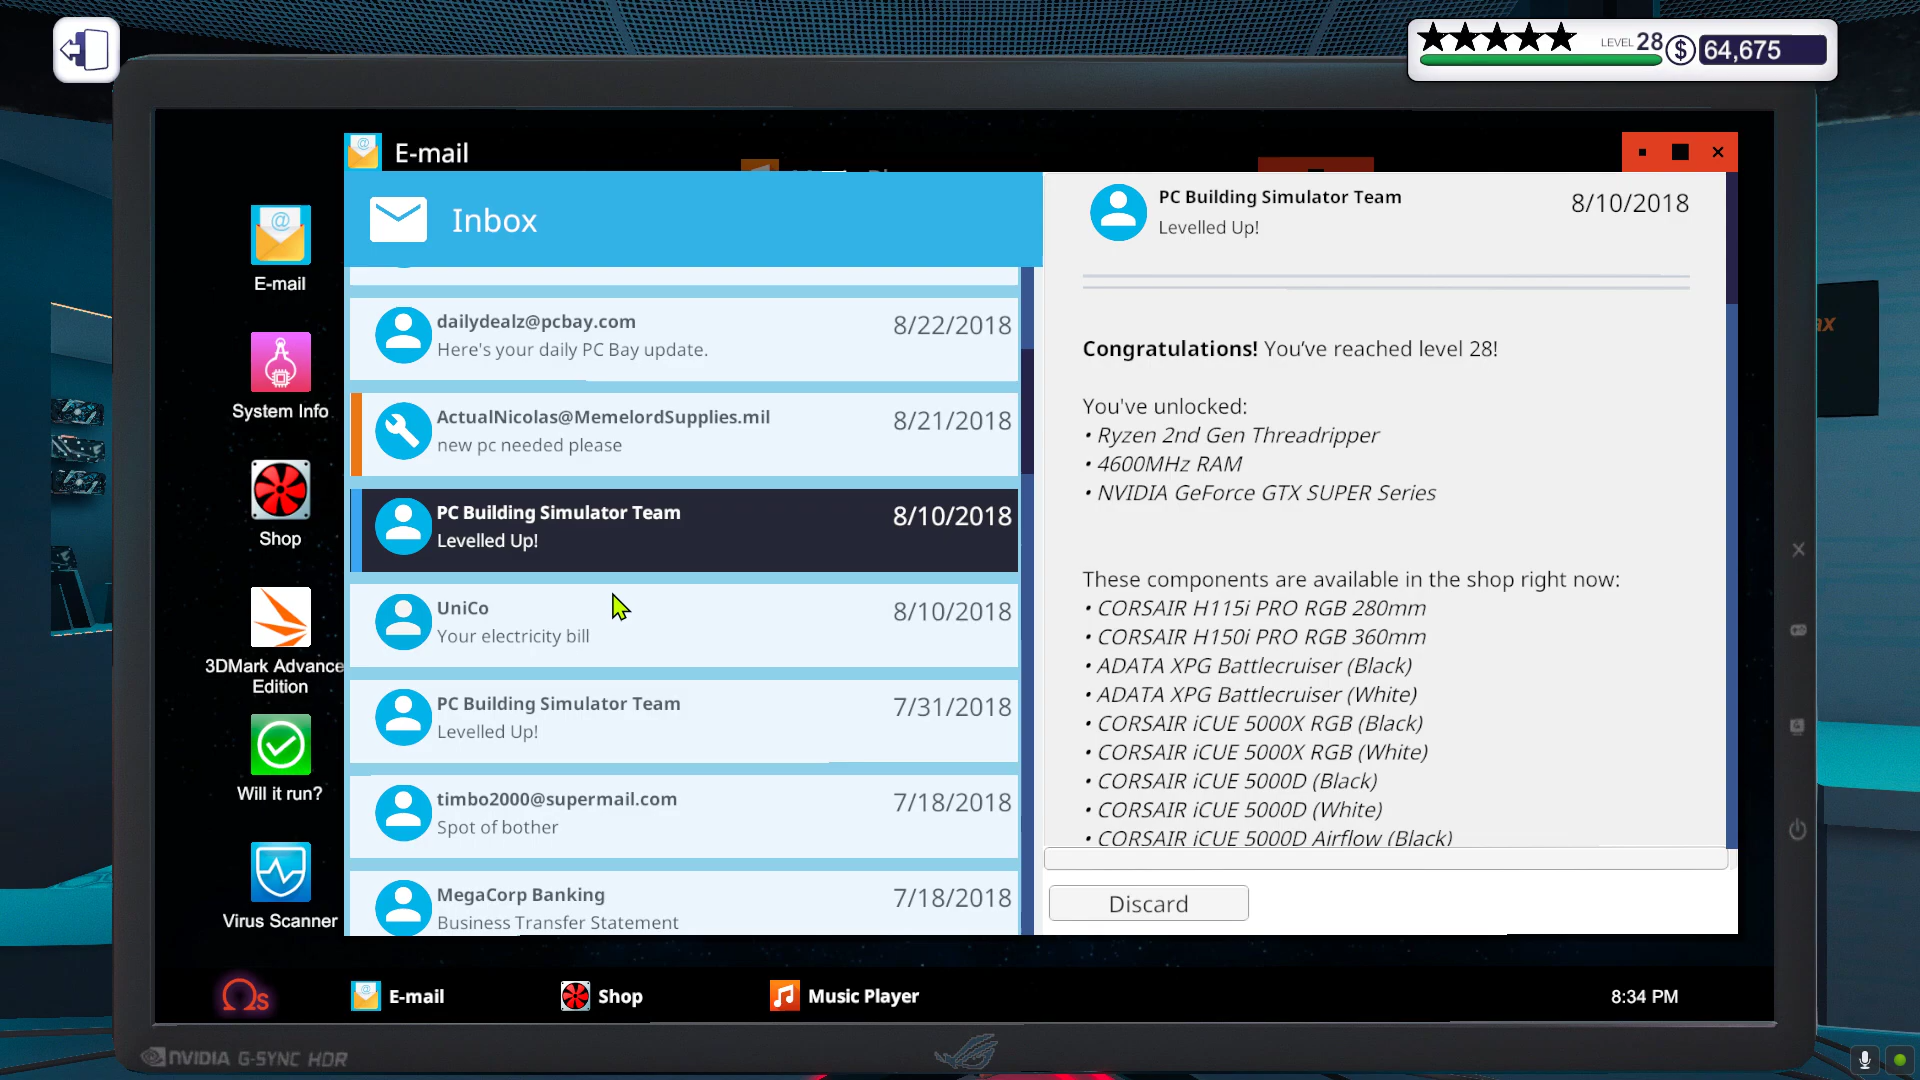 LEVEL 28
$ 64,675
E-mail
Inbox
dailydealz@pcbay.com
8/22/2018
Here's your daily PC Bay update.
ActualNicolas@MemelordSupplies.mil
8/21/2018
new pc needed please
PC Building Simulator Team
8/10/2018
Levelled Up!
UniCo
8/10/2018
Your electricity bill
PC Building Simulator Team
7/31/2018
Levelled Up!
timbo2000@supermail.com
7/18/2018
Spot of bother
MegaCorp Banking
7/18/2018
Business Transfer Statement
PC Building Simulator Team
8/10/2018
Levelled Up!
Congratulations! You've reached level 28!
You've unlocked:
• Ryzen 2nd Gen Threadripper
• 4600MHz RAM
• NVIDIA GeForce GTX SUPER Series
These components are available in the shop right now:
• CORSAIR H115i PRO RGB 280mm
• CORSAIR H150i PRO RGB 360mm
• ADATA XPG Battlecruiser (Black)
• ADATA XPG Battlecruiser (White)
• CORSAIR iCUE 5000X RGB (Black)
• CORSAIR iCUE 5000X RGB (White)
• CORSAIR iCUE 5000D (Black)
• CORSAIR iCUE 5000D (White)
• CORSAIR iCUE 5000D Airflow (Black)
Discard
E-mail
System Info
Shop
3DMark Advance
Edition
Will it run?
Virus Scanner
Ωs
E-mail
Shop
Music Player
8:34 PM
NVIDIA G-SYNC HDR